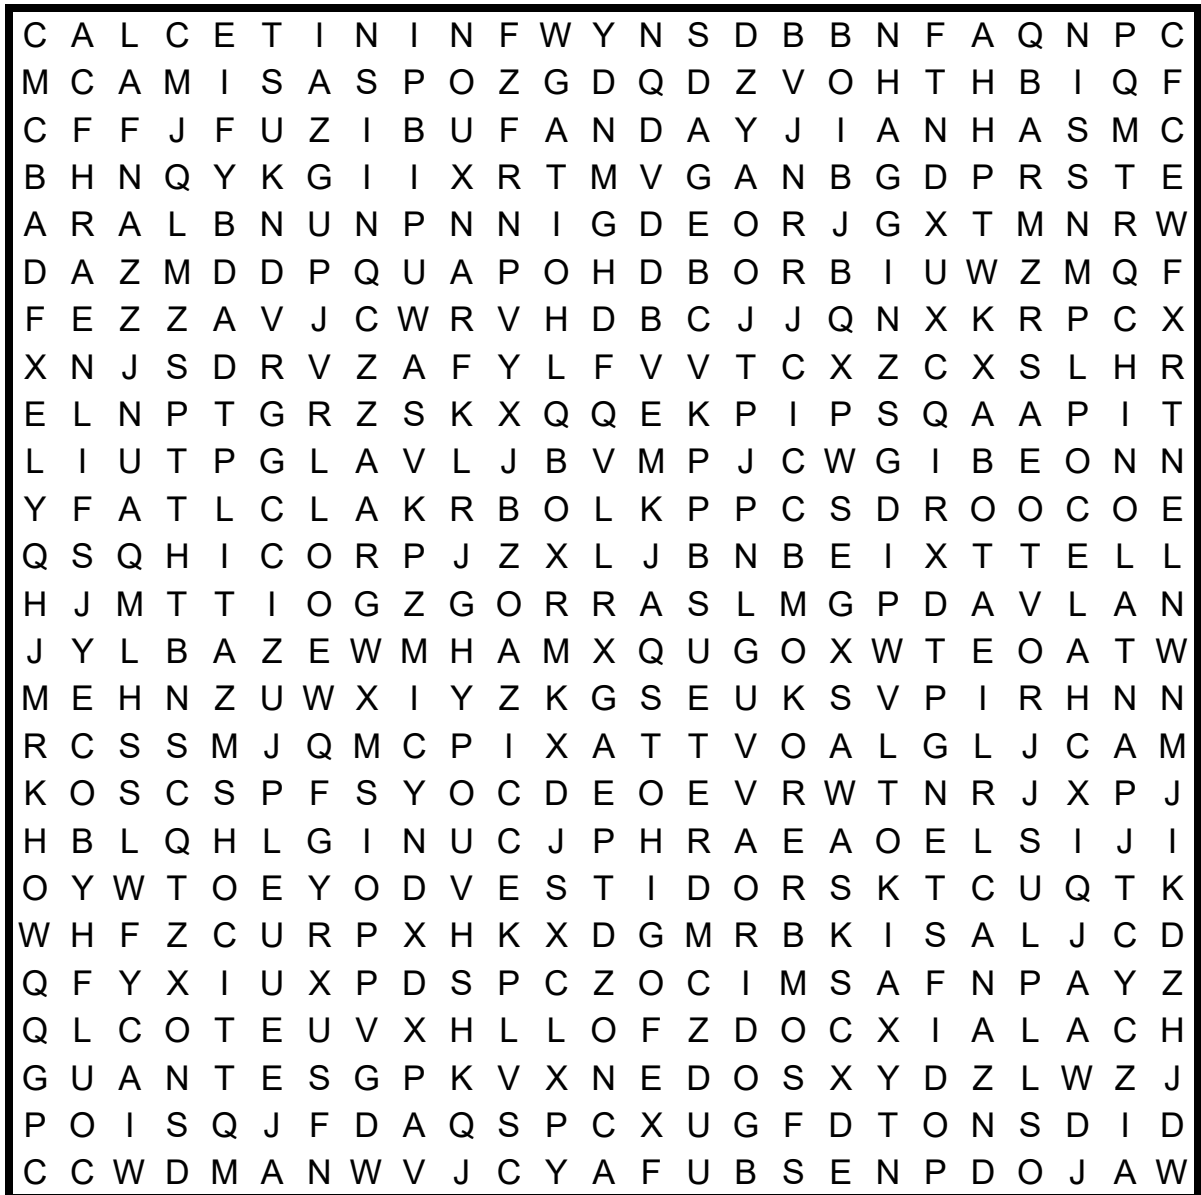 C A L C E T I N I N F W Y N S D B B N F A Q N P C
M C A M I S A S P O Z G D Q D Z V O H T H B I Q F
C F F J F U Z I B U F A N D A Y J I A N H A S M C
B H N Q Y K G I I X R T M V G A N B G D P R S T E
A R A L B N U N P N N I G D E O R J G X T M N R W
D A Z M D D P Q U A P O H D B O R B I U W Z M Q F
F E Z Z A V J C W R V H D B C J J Q N X K R P C X
X N J S D R V Z A F Y L F V V T C X Z C X S L H R
E L N P T G R Z S K X Q Q E K P I P S Q A A P I T
L I U T P G L A V L J B V M P J C W G I B E O N N
Y F A T L C L A K R B O L K P P C S D R O O C O E
Q S Q H I C O R P J Z X L J B N B E I X T T E L L
H J M T T I O G Z G O R R A S L M G P D A V L A N
J Y L B A Z E W M H A M X Q U G O X W T E O A T W
M E H N Z U W X I Y Z K G S E U K S V P I R H N N
R C S S M J Q M C P I X A T T V O A L G L J C A M
K O S C S P F S Y O C D E O E V R W T N R J X P J
H B L Q H L G I N U C J P H R A E A O E L S I J I
O Y W T O E Y O D V E S T I D O R S K T C U Q T K
W H F Z C U R P X H K X D G M R B K I S A L J C D
Q F Y X I U X P D S P C Z O C I M S A F N P A Y Z
Q L C O T E U V X H L L O F Z D O C X I A L A C H
G U A N T E S G P K V X N E D O S X Y D Z L W Z J
P O I S Q J F D A Q S P C X U G F D T O N S D I D
C C W D M A N W V J C Y A F U B S E N P D O J A W